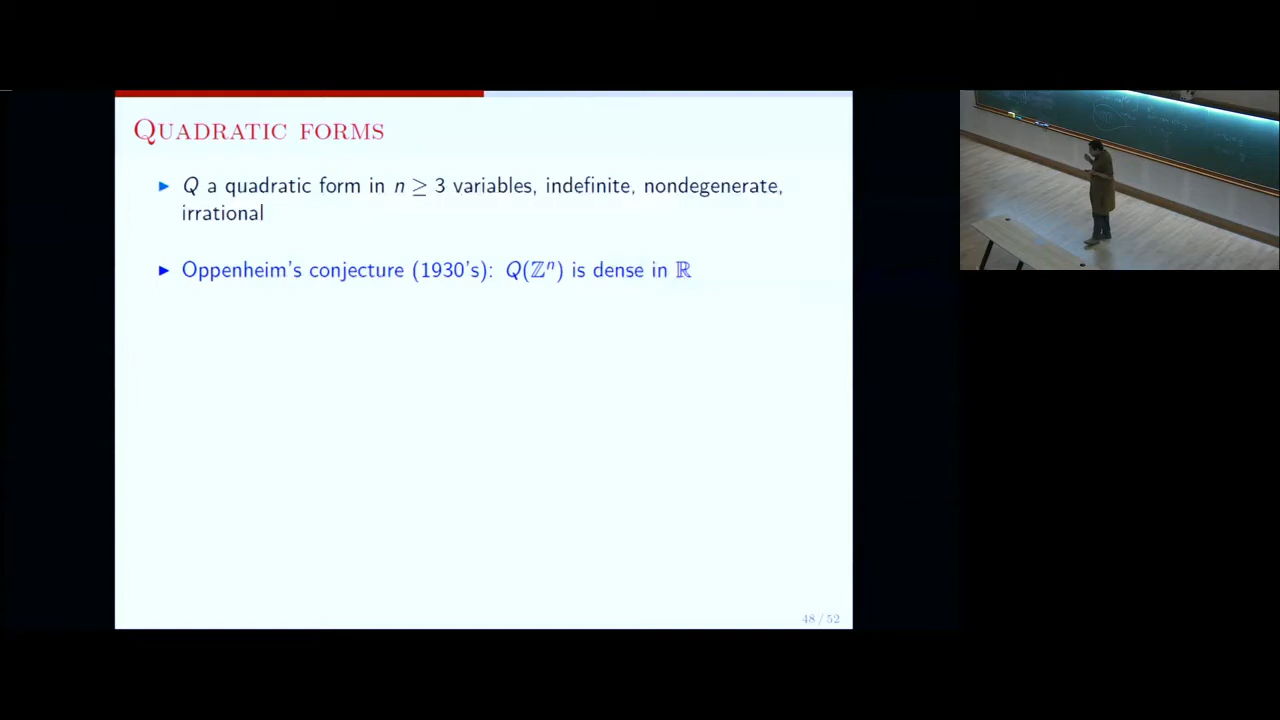 QUADRATIC FORMS
▶ Q a quadratic form in n ≥ 3 variables, indefinite, nondegenerate,
irrational
▶ Oppenheim's conjecture (1930's): Q(ℤⁿ) is dense in ℝ
48 / 52